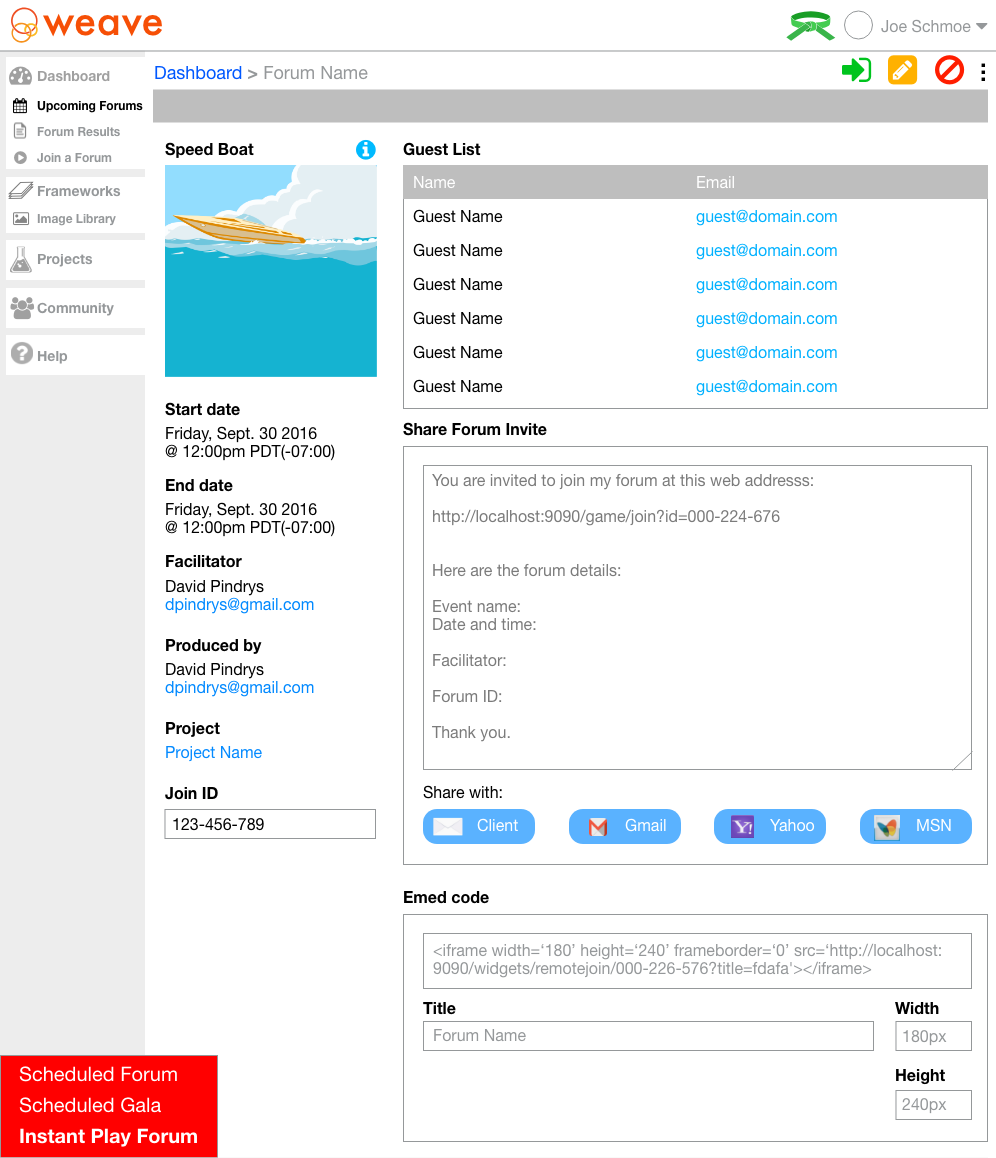 weave
Joe Schmoe
Dashboard
Upcoming Forums
Forum Results
Join a Forum
Frameworks
Image Library
Projects
Community
Help
Dashboard > Forum Name
Speed Boat
Start date
Friday, Sept. 30 2016
@ 12:00pm PDT(-07:00)
End date
Friday, Sept. 30 2016
@ 12:00pm PDT(-07:00)
Facilitator
David Pindrys
dpindrys@gmail.com
Produced by
David Pindrys
dpindrys@gmail.com
Project
Project Name
Join ID
123-456-789
Guest List
Name Email
Guest Name guest@domain.com
Guest Name guest@domain.com
Guest Name guest@domain.com
Guest Name guest@domain.com
Guest Name guest@domain.com
Guest Name guest@domain.com
Share Forum Invite
You are invited to join my forum at this web addresss:
http://localhost:9090/game/join?id=000-224-676
Here are the forum details:
Event name:
Date and time:
Facilitator:
Forum ID:
Thank you.
Share with:
Client Gmail Y! Yahoo MSN
Emed code
<iframe width=‘180’ height=‘240’ frameborder=‘0’ src=‘http://localhost:
9090/widgets/remotejoin/000-226-576?title=fdafa'></iframe>
Title Width
Forum Name 180px
Height
240px
Scheduled Forum
Scheduled Gala
Instant Play Forum